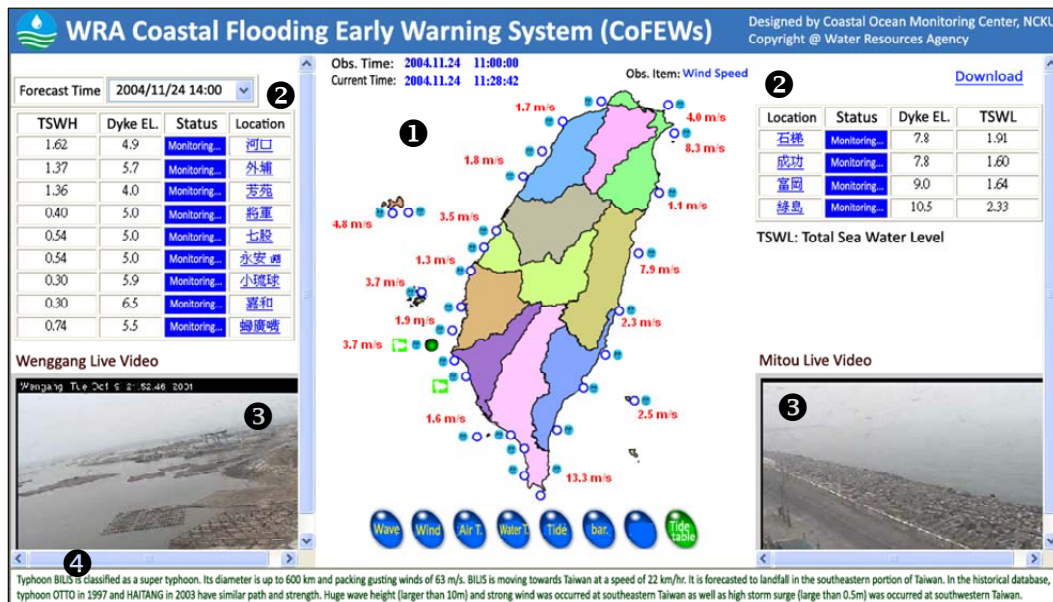 WRA Coastal Flooding Early Warning System (CoFEWs)
Designed by Coastal Ocean Monitoring Center, NCKU
Copyright @ Water Resources Agency
Forecast Time 2004/11/24 14:00
❷
TSWH Dyke EL. Status Location
1.62 4.9 Monitoring... 河口
1.37 5.7 Monitoring... 外埔
1.36 4.0 Monitoring... 芳苑
0.40 5.0 Monitoring... 將軍
0.54 5.0 Monitoring... 七股
0.54 5.0 Monitoring... 永安
0.30 5.9 Monitoring... 小琉球
0.30 6.5 Monitoring... 嘉和
0.74 5.5 Monitoring... 蟳廣嘴
Wenggang Live Video
Wengang Tue Oct 9 21:52:46 2001
❸
Obs. Time: 2004.11.24 11:00:00
Current Time: 2004.11.24 11:28:42
Obs. Item: Wind Speed
❶
1.7 m/s
4.0 m/s
8.3 m/s
1.8 m/s
1.1 m/s
4.8 m/s
3.5 m/s
7.9 m/s
1.3 m/s
3.7 m/s
1.9 m/s
2.3 m/s
3.7 m/s
1.6 m/s
2.5 m/s
13.3 m/s
Wave Wind Air T. Water T. Tide bar. Tide table
❷
Download
Location Status Dyke EL. TSWL
石梯 Monitoring... 7.8 1.91
成功 Monitoring... 7.8 1.60
富岡 Monitoring... 9.0 1.64
綠島 Monitoring... 10.5 2.33
TSWL: Total Sea Water Level
Mitou Live Video
❸
❹
Typhoon BILIS is classified as a super typhoon. Its diameter is up to 600 km and packing gusting winds of 63 m/s. BILIS is moving towards Taiwan at a speed of 22 km/hr. It is forecasted to landfall in the southeastern portion of Taiwan. In the historical database,
typhoon OTTO in 1997 and HAITANG in 2003 have similar path and strength. Huge wave height (larger than 10m) and strong wind was occurred at southeastern Taiwan as well as high storm surge (large than 0.5m) was occurred at southwestern Taiwan.